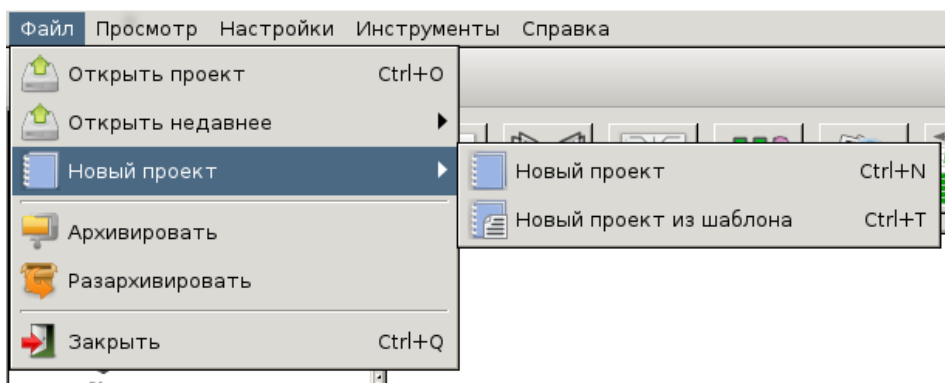 Файл Просмотр Настройки Инструменты Справка
Открыть проект Ctrl+O
Открыть недавнее
Новый проект
Новый проект Ctrl+N
Новый проект из шаблона Ctrl+T
Архивировать
Разархивировать
Закрыть Ctrl+Q